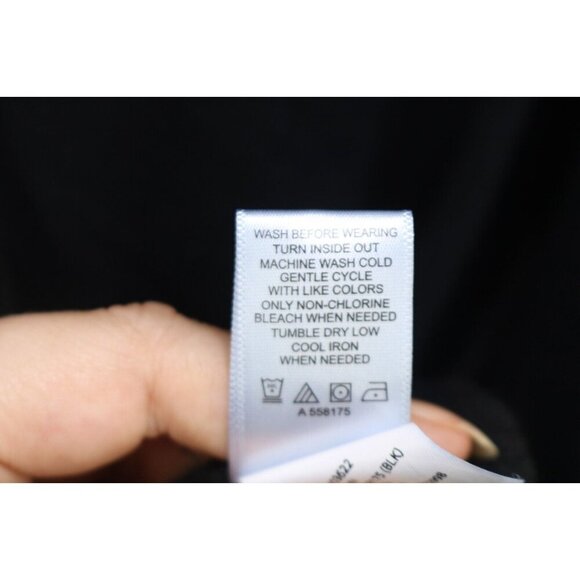 WASH BEFORE WEARING
TURN INSIDE OUT
MACHINE WASH COLD
GENTLE CYCLE
WITH LIKE COLORS
ONLY NON-CHLORINE
BLEACH WHEN NEEDED
TUMBLE DRY LOW
COOL IRON
WHEN NEEDED
A 558175
(BLK)